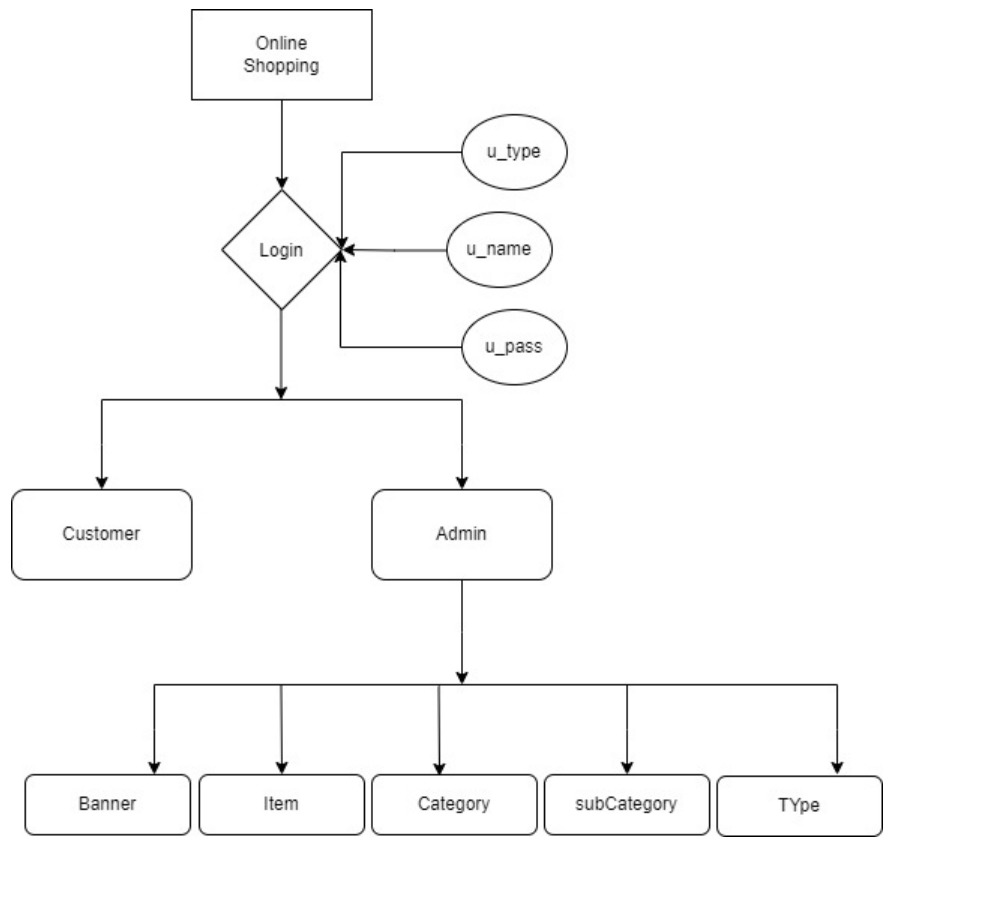 Online
Shopping
u_type
Login
u_name
u_pass
Customer
Admin
Banner
Item
Category
subCategory
TYpe